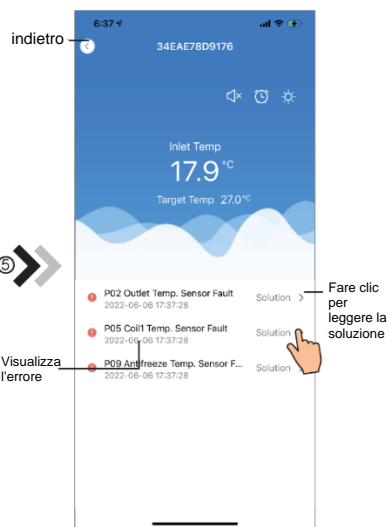 6:37
indietro
34EAE78D9176
Inlet Temp
17.9 °C
Target Temp 27.0°C
⑤
P02 Outlet Temp. Sensor Fault
2022-06-06 17:37:28
Solution >
Fare clic
per
leggere la
soluzione
P05 Coil1 Temp. Sensor Fault
2022-06-06 17:37:28
Solution
Visualizza
l'errore
P09 Antifreeze Temp. Sensor F...
2022-06-06 17:37:28
Solution